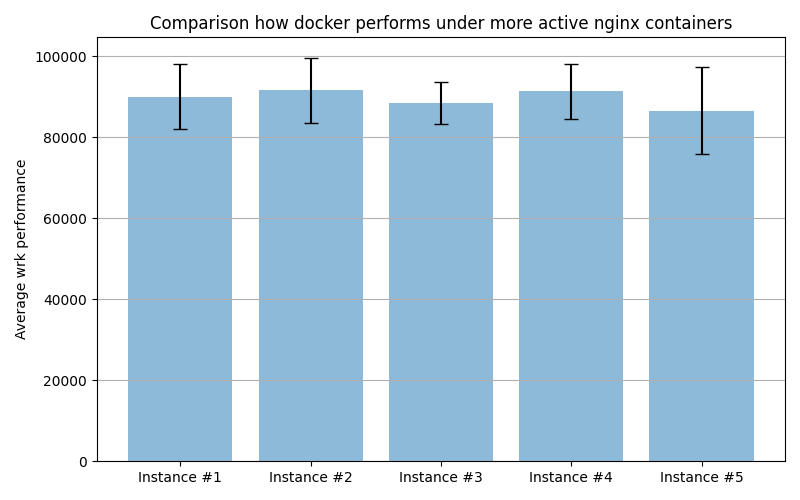 Comparison how docker performs under more active nginx containers
Average wrk performance
100000
80000
60000
40000
20000
0
Instance #1
Instance #2
Instance #3
Instance #4
Instance #5